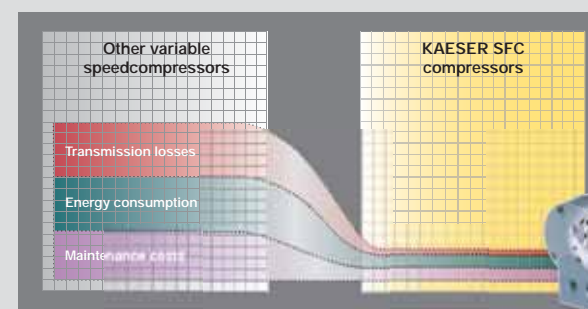 Other variable
speedcompressors
KAESER SFC
compressors
Transmission losses
Energy consumption
Maintenance costs